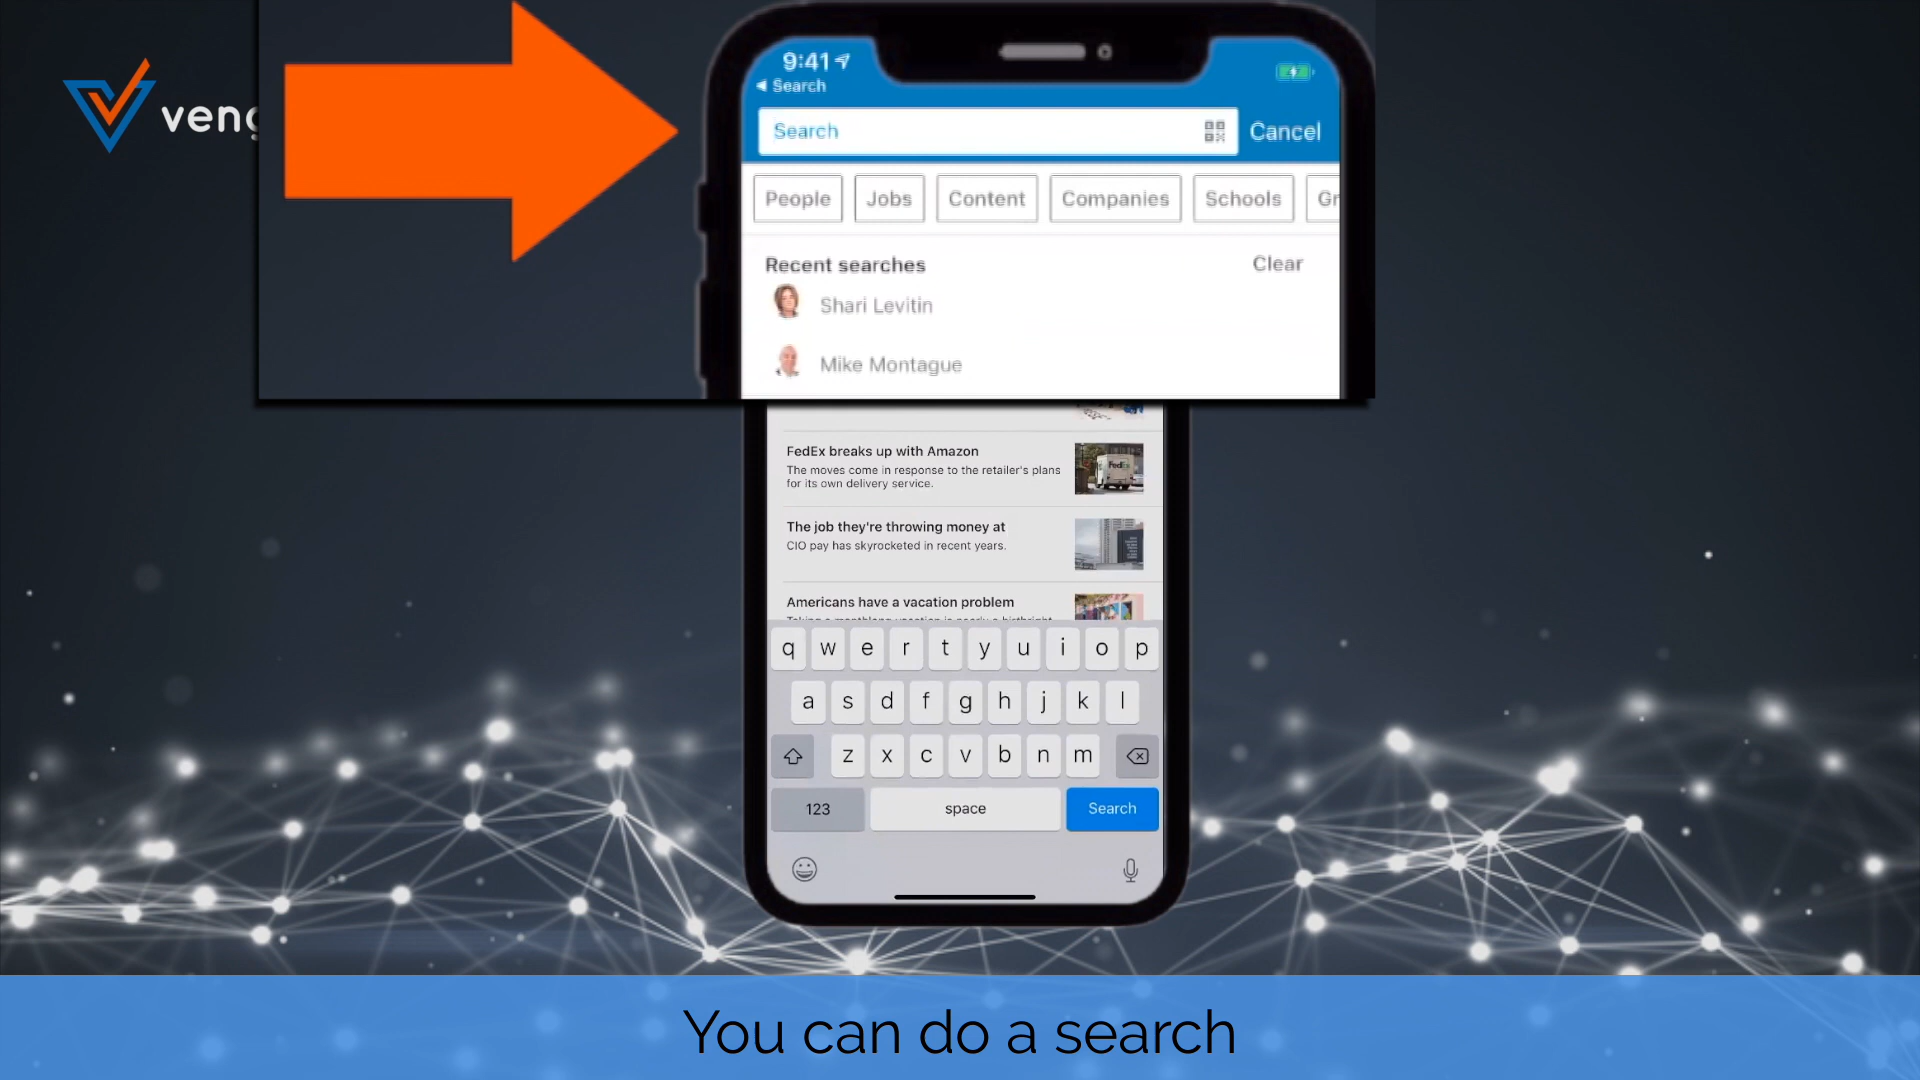 9:41
Search
Search
Cancel
People
Jobs
Content
Companies
Schools
Gr
Recent searches
Clear
Shari Levitin
Mike Montague
FedEx breaks up with Amazon
The moves come in response to the retailer's plans
for its own delivery service.
FedEx
The job they're throwing money at
CIO pay has skyrocketed in recent years.
Americans have a vacation problem
q w e r t y u i o p
a s d f g h j k l
z x c v b n m
123
space
Search
veng
You can do a search